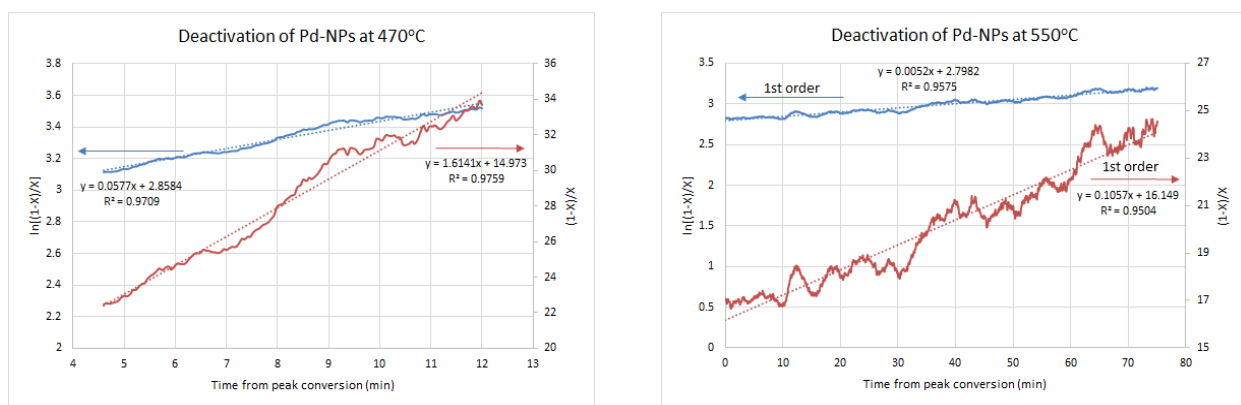 Deactivation of Pd-NPs at 470°C
3.8
3.6
3.4
3.2
3
2.8
2.6
2.4
2.2
2
ln[(1-X)/X]
36
34
32
30
28
26
24
22
20
(1-X)/X
y = 0.0577x + 2.8584
R² = 0.9709
y = 1.6141x + 14.973
R² = 0.9759
4 5 6 7 8 9 10 11 12 13
Time from peak conversion (min)
Deactivation of Pd-NPs at 550°C
3.5
3
2.5
2
1.5
1
0.5
0
ln[(1-X)/X]
27
25
23
21
19
17
15
(1-X)/X
1st order
y = 0.0052x + 2.7982
R² = 0.9575
1st order
y = 0.1057x + 16.149
R² = 0.9504
0 10 20 30 40 50 60 70 80
Time from peak conversion (min)